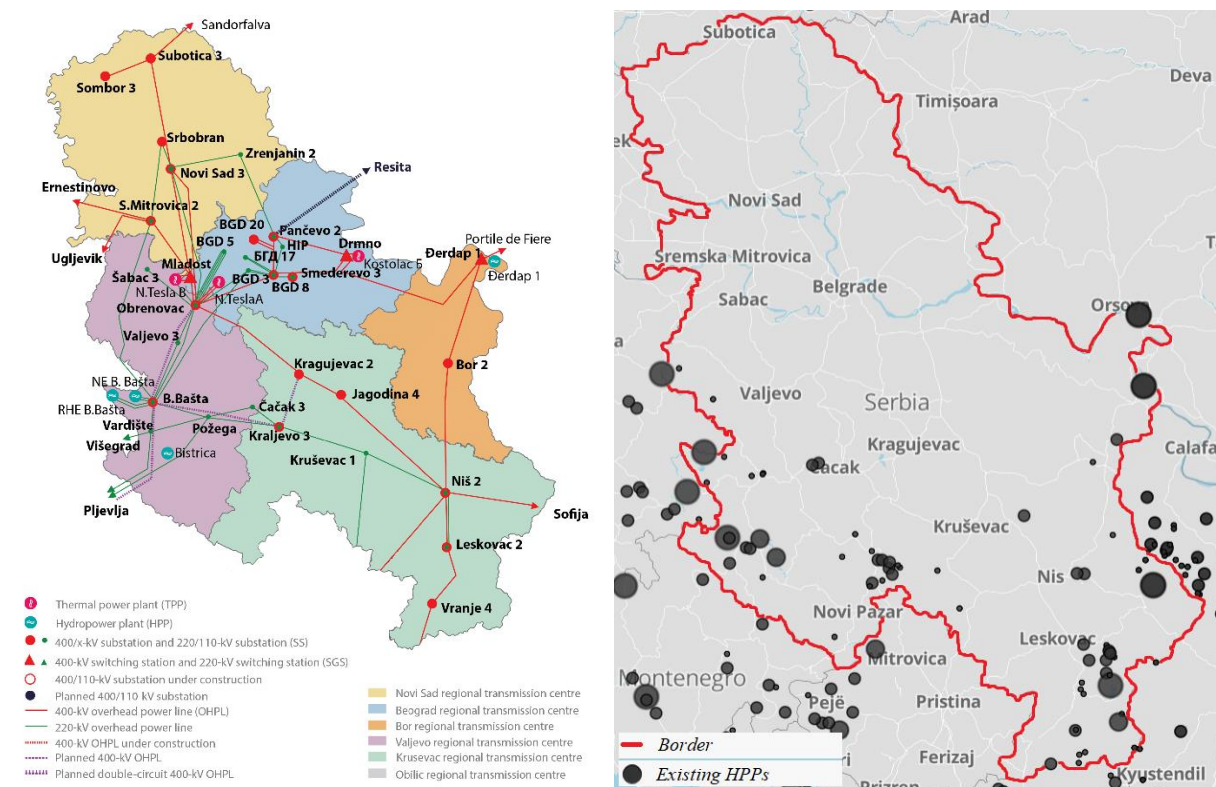 Sandorfalva
Subotica 3
Sombor 3
Srbobran
Zrenjanin 2
Novi Sad 3
Resita
Ernestinovo
S.Mitrovica 2
BGD 20
Pančevo 2
BGD 5
HIP
Drmno
Portile de Fiere
Ugljevik
БГД 17
Đerdap 1
Mladost
Kostolac Б
Šabac 3
BGD 3
Smederevo 3
Đerdap 1
N.Tesla B
N.TeslaA
BGD 8
Obrenovac
Valjevo 3
Kragujevac 2
Bor 2
NE B. Bašta
Jagodina 4
RHE B.Bašta
B.Bašta
Čačak 3
Vardište
Požega
Kraljevo 3
Višegrad
Bistrica
Kruševac 1
Niš 2
Pljevlja
Sofija
Leskovac 2
Vranje 4
Thermal power plant (TPP)
Hydropower plant (HPP)
400/x-kV substation and 220/110-kV substation (SS)
400-kV switching station and 220-kV switching station (SGS)
400/110-kV substation under construction
Planned 400/110 kV substation
400-kV overhead power line (OHPL)
220-kV overhead power line
400-kV OHPL under construction
Planned 400-kV OHPL
Planned double-circuit 400-kV OHPL
Novi Sad regional transmission centre
Beograd regional transmission centre
Bor regional transmission centre
Valjevo regional transmission centre
Krusevac regional transmission centre
Obilic regional transmission centre
Subotica
Arad
Deva
Timișoara
ek
Novi Sad
Sremska Mitrovica
Belgrade
Sabac
Orsova
Ta
a
Valjevo
Serbia
Kragujevac
Calafa
Cacak
Kruševac
Nis
Novi Pazar
Leskovac
Mitrovica
Montenegro
Pejë
Pristina
Ferizaj
ri
Prizren
Kyustendil
Border
Existing HPPs